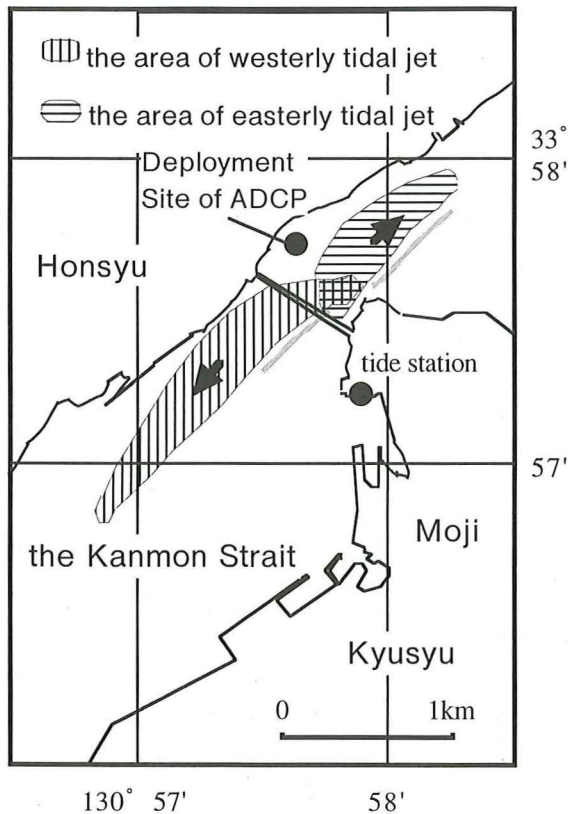 the area of westerly tidal jet
the area of easterly tidal jet
Deployment
Site of ADCP
33°
58'
Honsyu
tide station
57'
Moji
the Kanmon Strait
Kyusyu
0 1km
130° 57' 58'